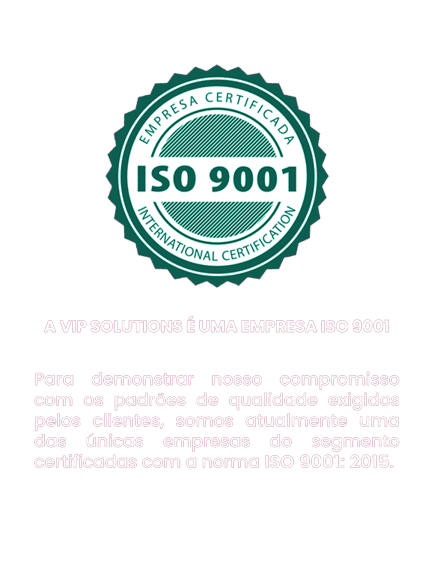 EMPRESA CERTIFICADA
ISO 9001
INTERNATIONAL CERTIFICATION
A VIP SOLUTIONS É UMA EMPRESA ISO 9001
Para demonstrar nosso compromisso
com os padrões de qualidade exigidos
pelos clientes, somos atualmente uma
das únicas empresas do segmento
certificadas com a norma ISO 9001: 2015.